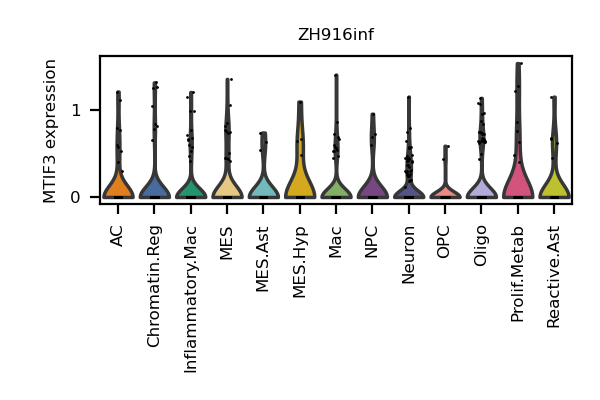 ZH916inf
MTIF3 expression
1
0
AC
Chromatin.Reg
Inflammatory.Mac
MES
MES.Ast
MES.Hyp
Mac
NPC
Neuron
OPC
Oligo
Prolif.Metab
Reactive.Ast